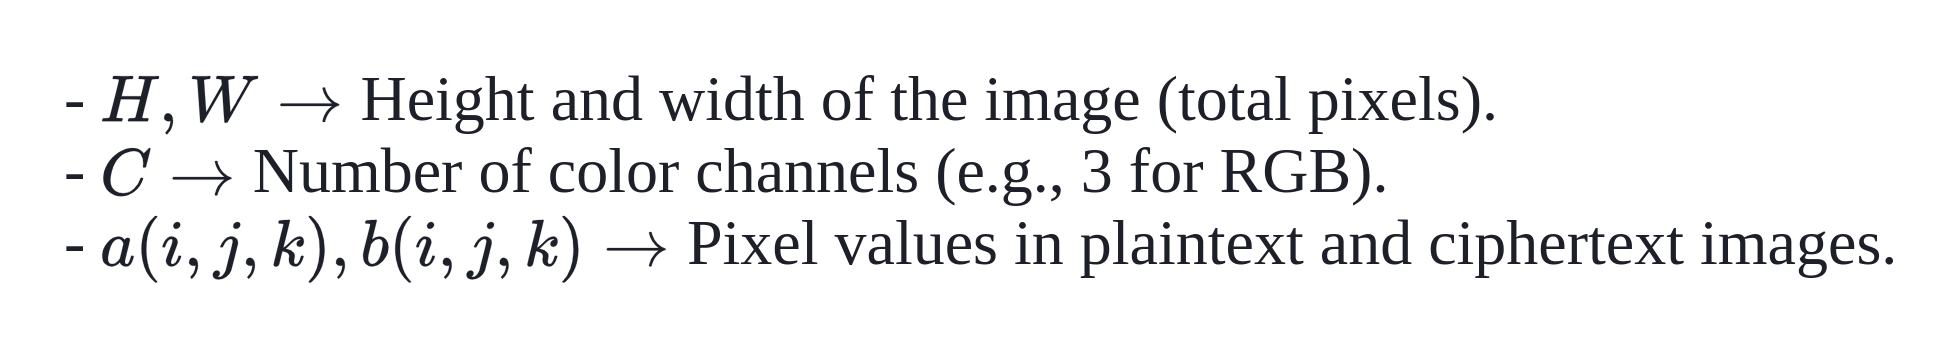 - H, W → Height and width of the image (total pixels).
- C → Number of color channels (e.g., 3 for RGB).
- a(i, j, k), b(i, j, k) → Pixel values in plaintext and ciphertext images.